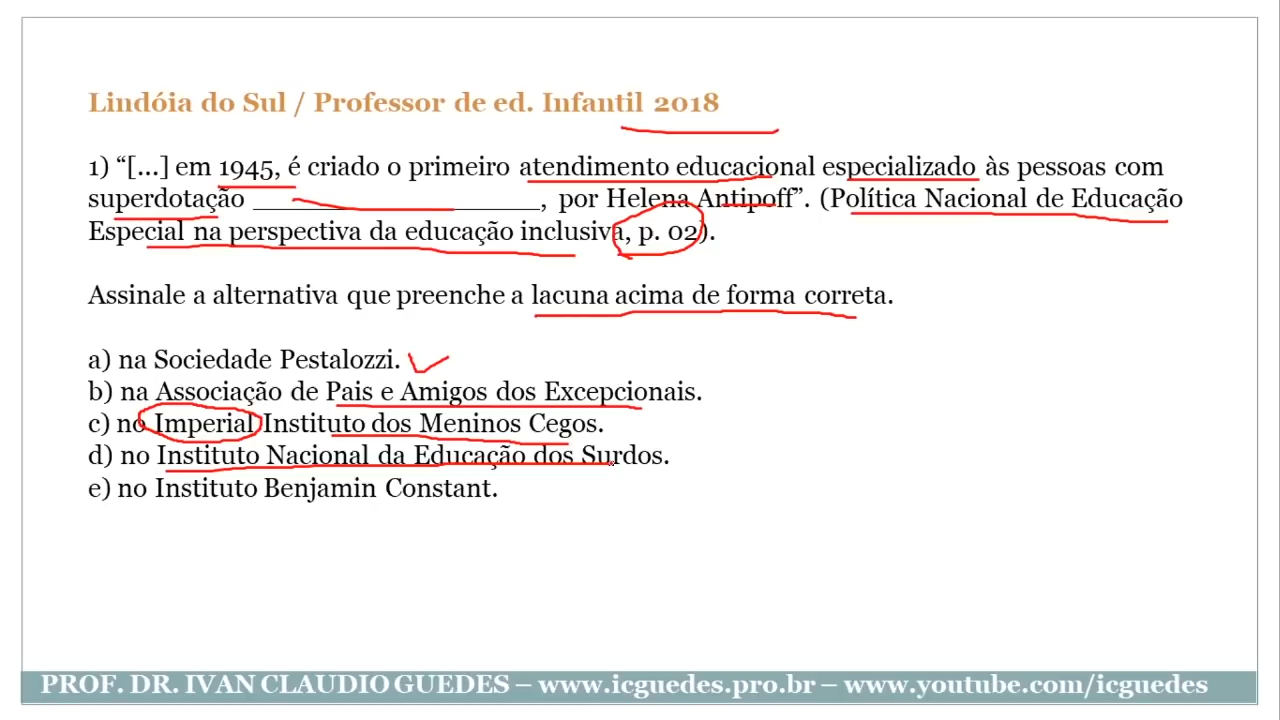 Lindóia do Sul / Professor de ed. Infantil 2018
1) “[...] em 1945, é criado o primeiro atendimento educacional especializado às pessoas com
superdotação ____________________, por Helena Antipoff”. (Política Nacional de Educação
Especial na perspectiva da educação inclusiva, p. 02).
Assinale a alternativa que preenche a lacuna acima de forma correta.
a) na Sociedade Pestalozzi.
b) na Associação de Pais e Amigos dos Excepcionais.
c) no Imperial Instituto dos Meninos Cegos.
d) no Instituto Nacional da Educação dos Surdos.
e) no Instituto Benjamin Constant.
PROF. DR. IVAN CLAUDIO GUEDES – www.icguedes.pro.br – www.youtube.com/icguedes